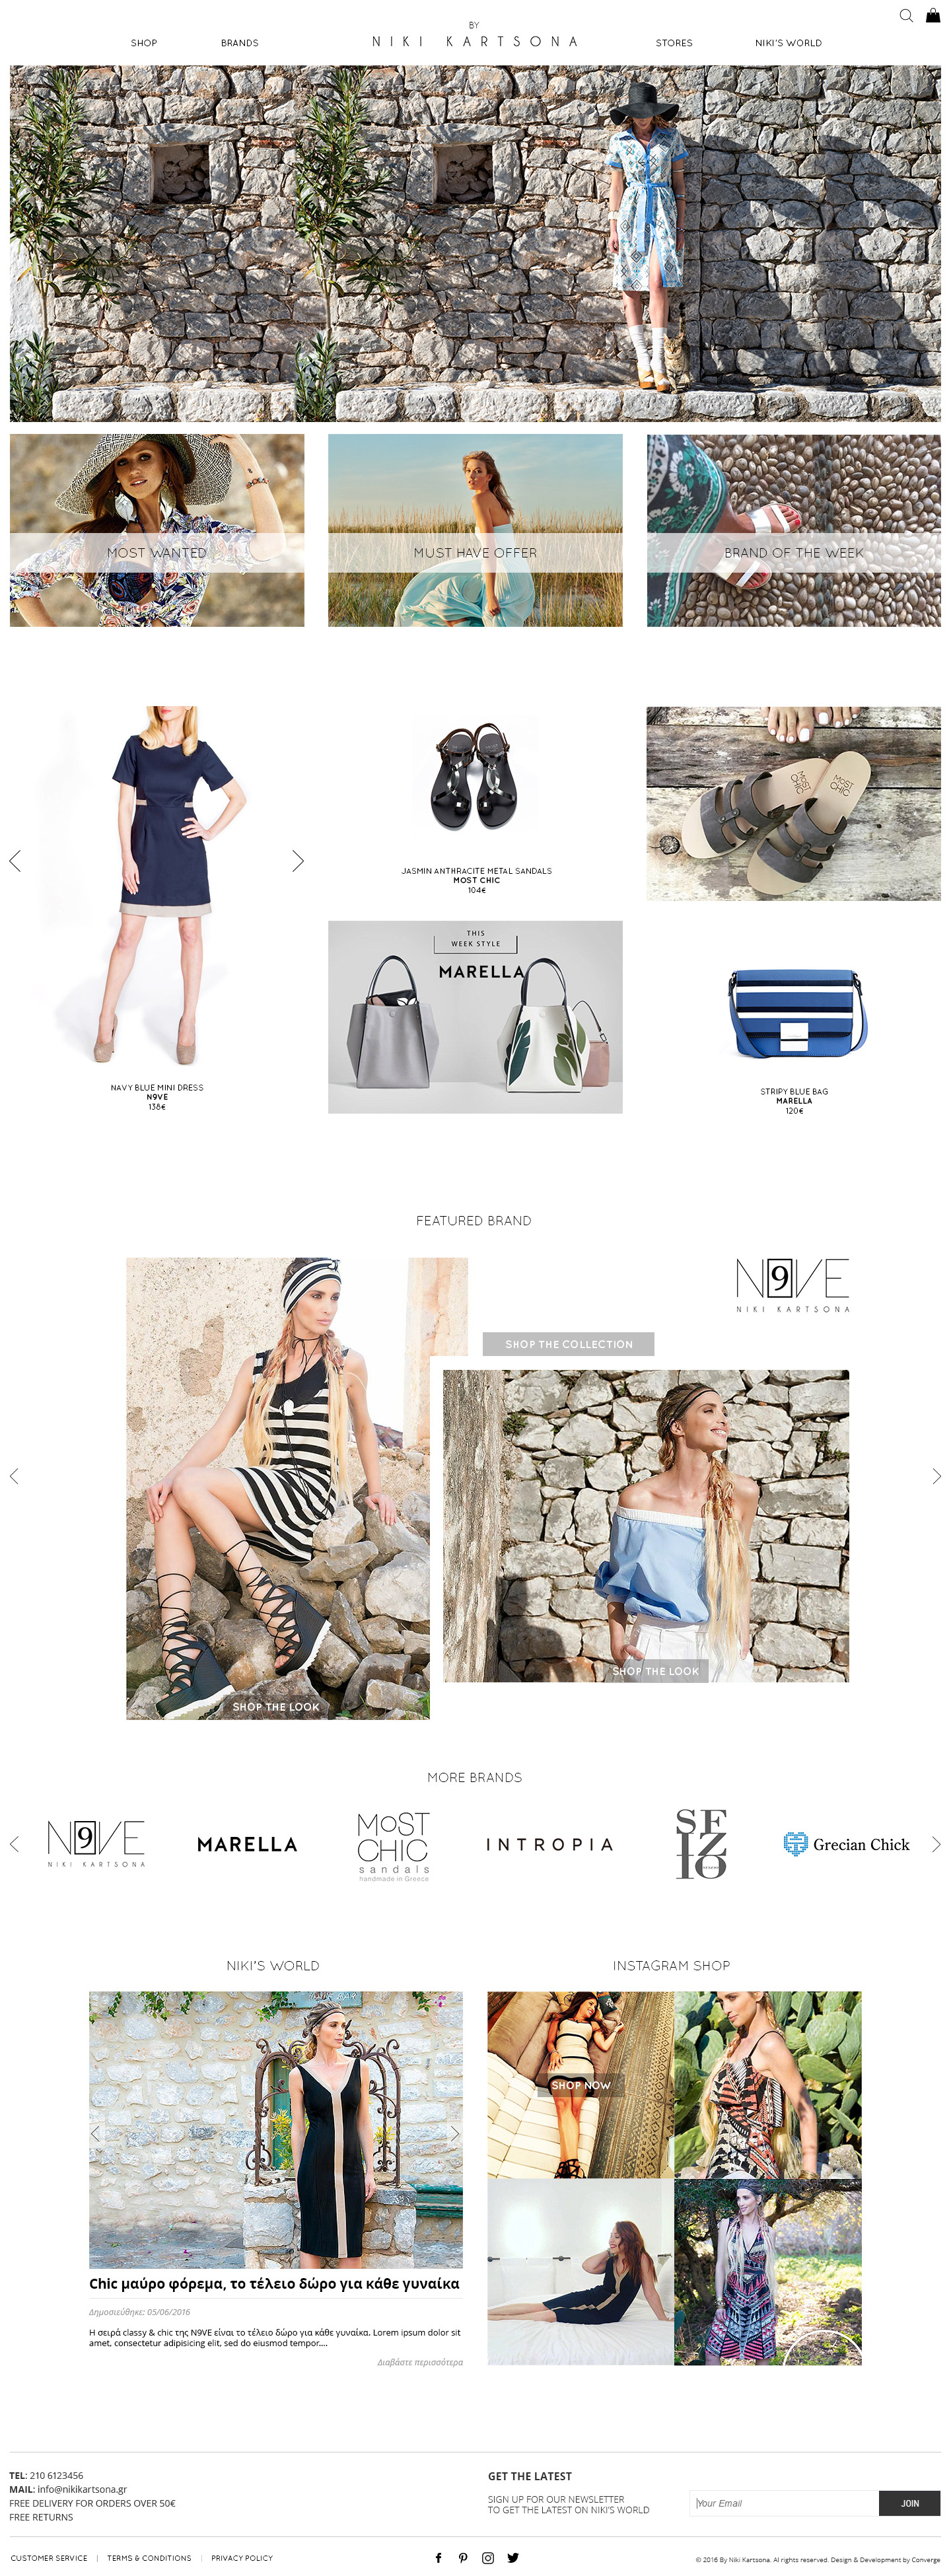 BY
SHOP
BRANDS
NIKI KARTSONA
STORES
NIKI'S WORLD
MOST WANTED
MUST HAVE OFFER
BRAND OF THE WEEK
JASMIN ANTHRACITE METAL SANDALS
MOST CHIC
104€
MOST
CHIC
MOST
CHIC
THIS
WEEK STYLE
MARELLA
NAVY BLUE MINI DRESS
N9VE
138€
STRIPY BLUE BAG
MARELLA
120€
FEATURED BRAND
N9VE
NIKI KARTSONA
SHOP THE COLLECTION
SHOP THE LOOK
SHOP THE LOOK
MORE BRANDS
N9VE
NIKI KARTSONA
MARELLA
MoST
CHIC
sandals
handmade in Greece
INTROPIA
SF
IZ
IO
Grecian Chick
NIKI'S WORLD
INSTAGRAM SHOP
SHOP NOW
Chic μαύρο φόρεμα, το τέλειο δώρο για κάθε γυναίκα
Δημοσιεύθηκε: 05/06/2016
Η σειρά classy & chic της N9VE είναι το τέλειο δώρο για κάθε γυναίκα. Lorem ipsum dolor sit
amet, consectetur adipisicing elit, sed do eiusmod tempor....
Διαβάστε περισσότερα
TEL: 210 6123456
MAIL: info@nikikartsona.gr
FREE DELIVERY FOR ORDERS OVER 50€
FREE RETURNS
GET THE LATEST
SIGN UP FOR OUR NEWSLETTER
TO GET THE LATEST ON NIKI'S WORLD
Your Email
JOIN
CUSTOMER SERVICE | TERMS & CONDITIONS | PRIVACY POLICY
© 2016 By Niki Kartsona. Al rights reserved. Design & Development by Converge